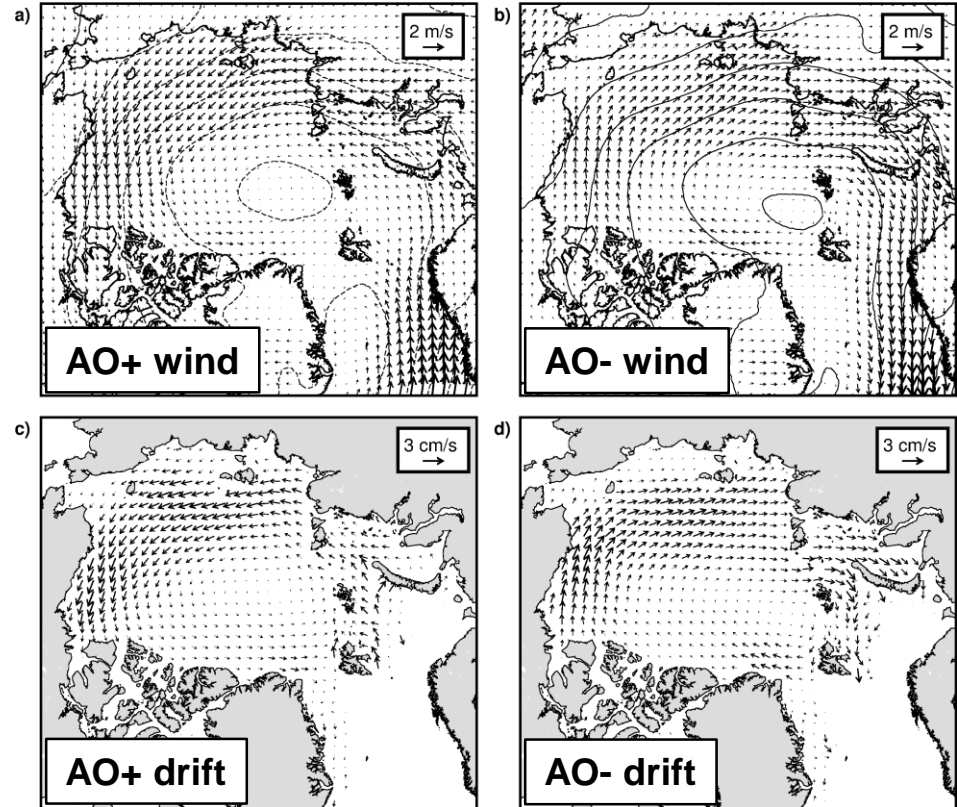 a)
2 m/s
AO+ wind
b)
2 m/s
AO- wind
c)
3 cm/s
AO+ drift
d)
3 cm/s
AO- drift